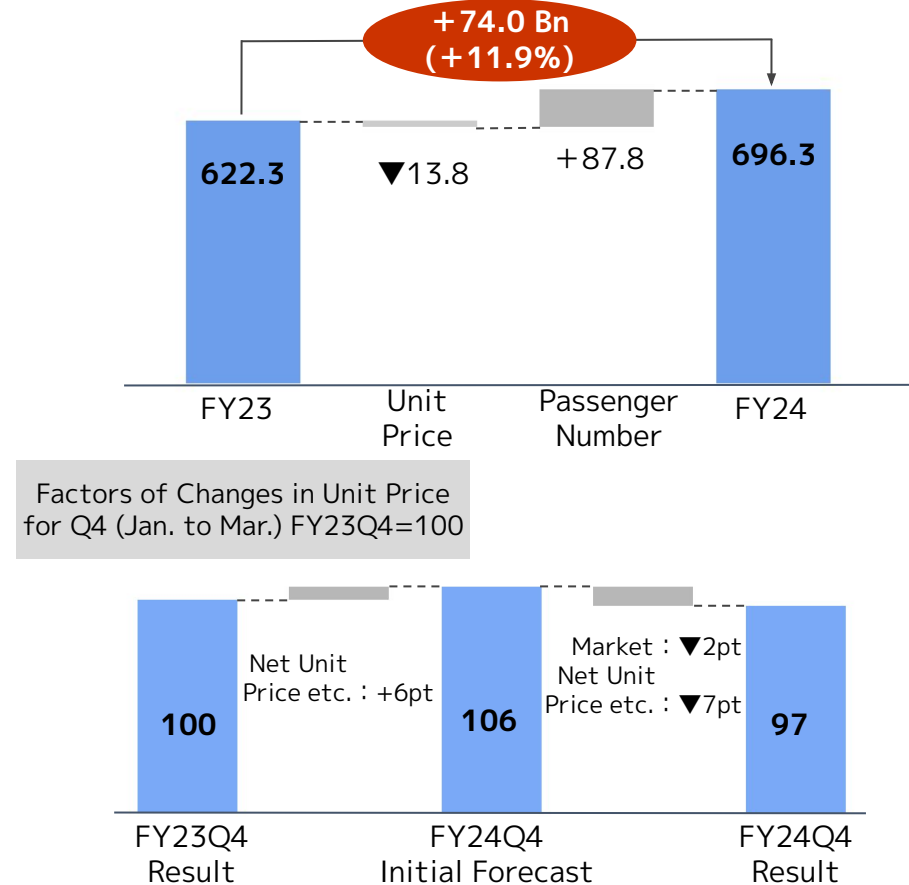 +74.0 Bn
(+11.9%)
622.3
▼13.8
+87.8
696.3
FY23
Unit
Price
Passenger
Number
FY24
Factors of Changes in Unit Price
for Q4 (Jan. to Mar.) FY23Q4=100
Net Unit
Price etc.：+6pt
Market：▼2pt
Net Unit
Price etc.：▼7pt
100
106
97
FY23Q4
Result
FY24Q4
Initial Forecast
FY24Q4
Result